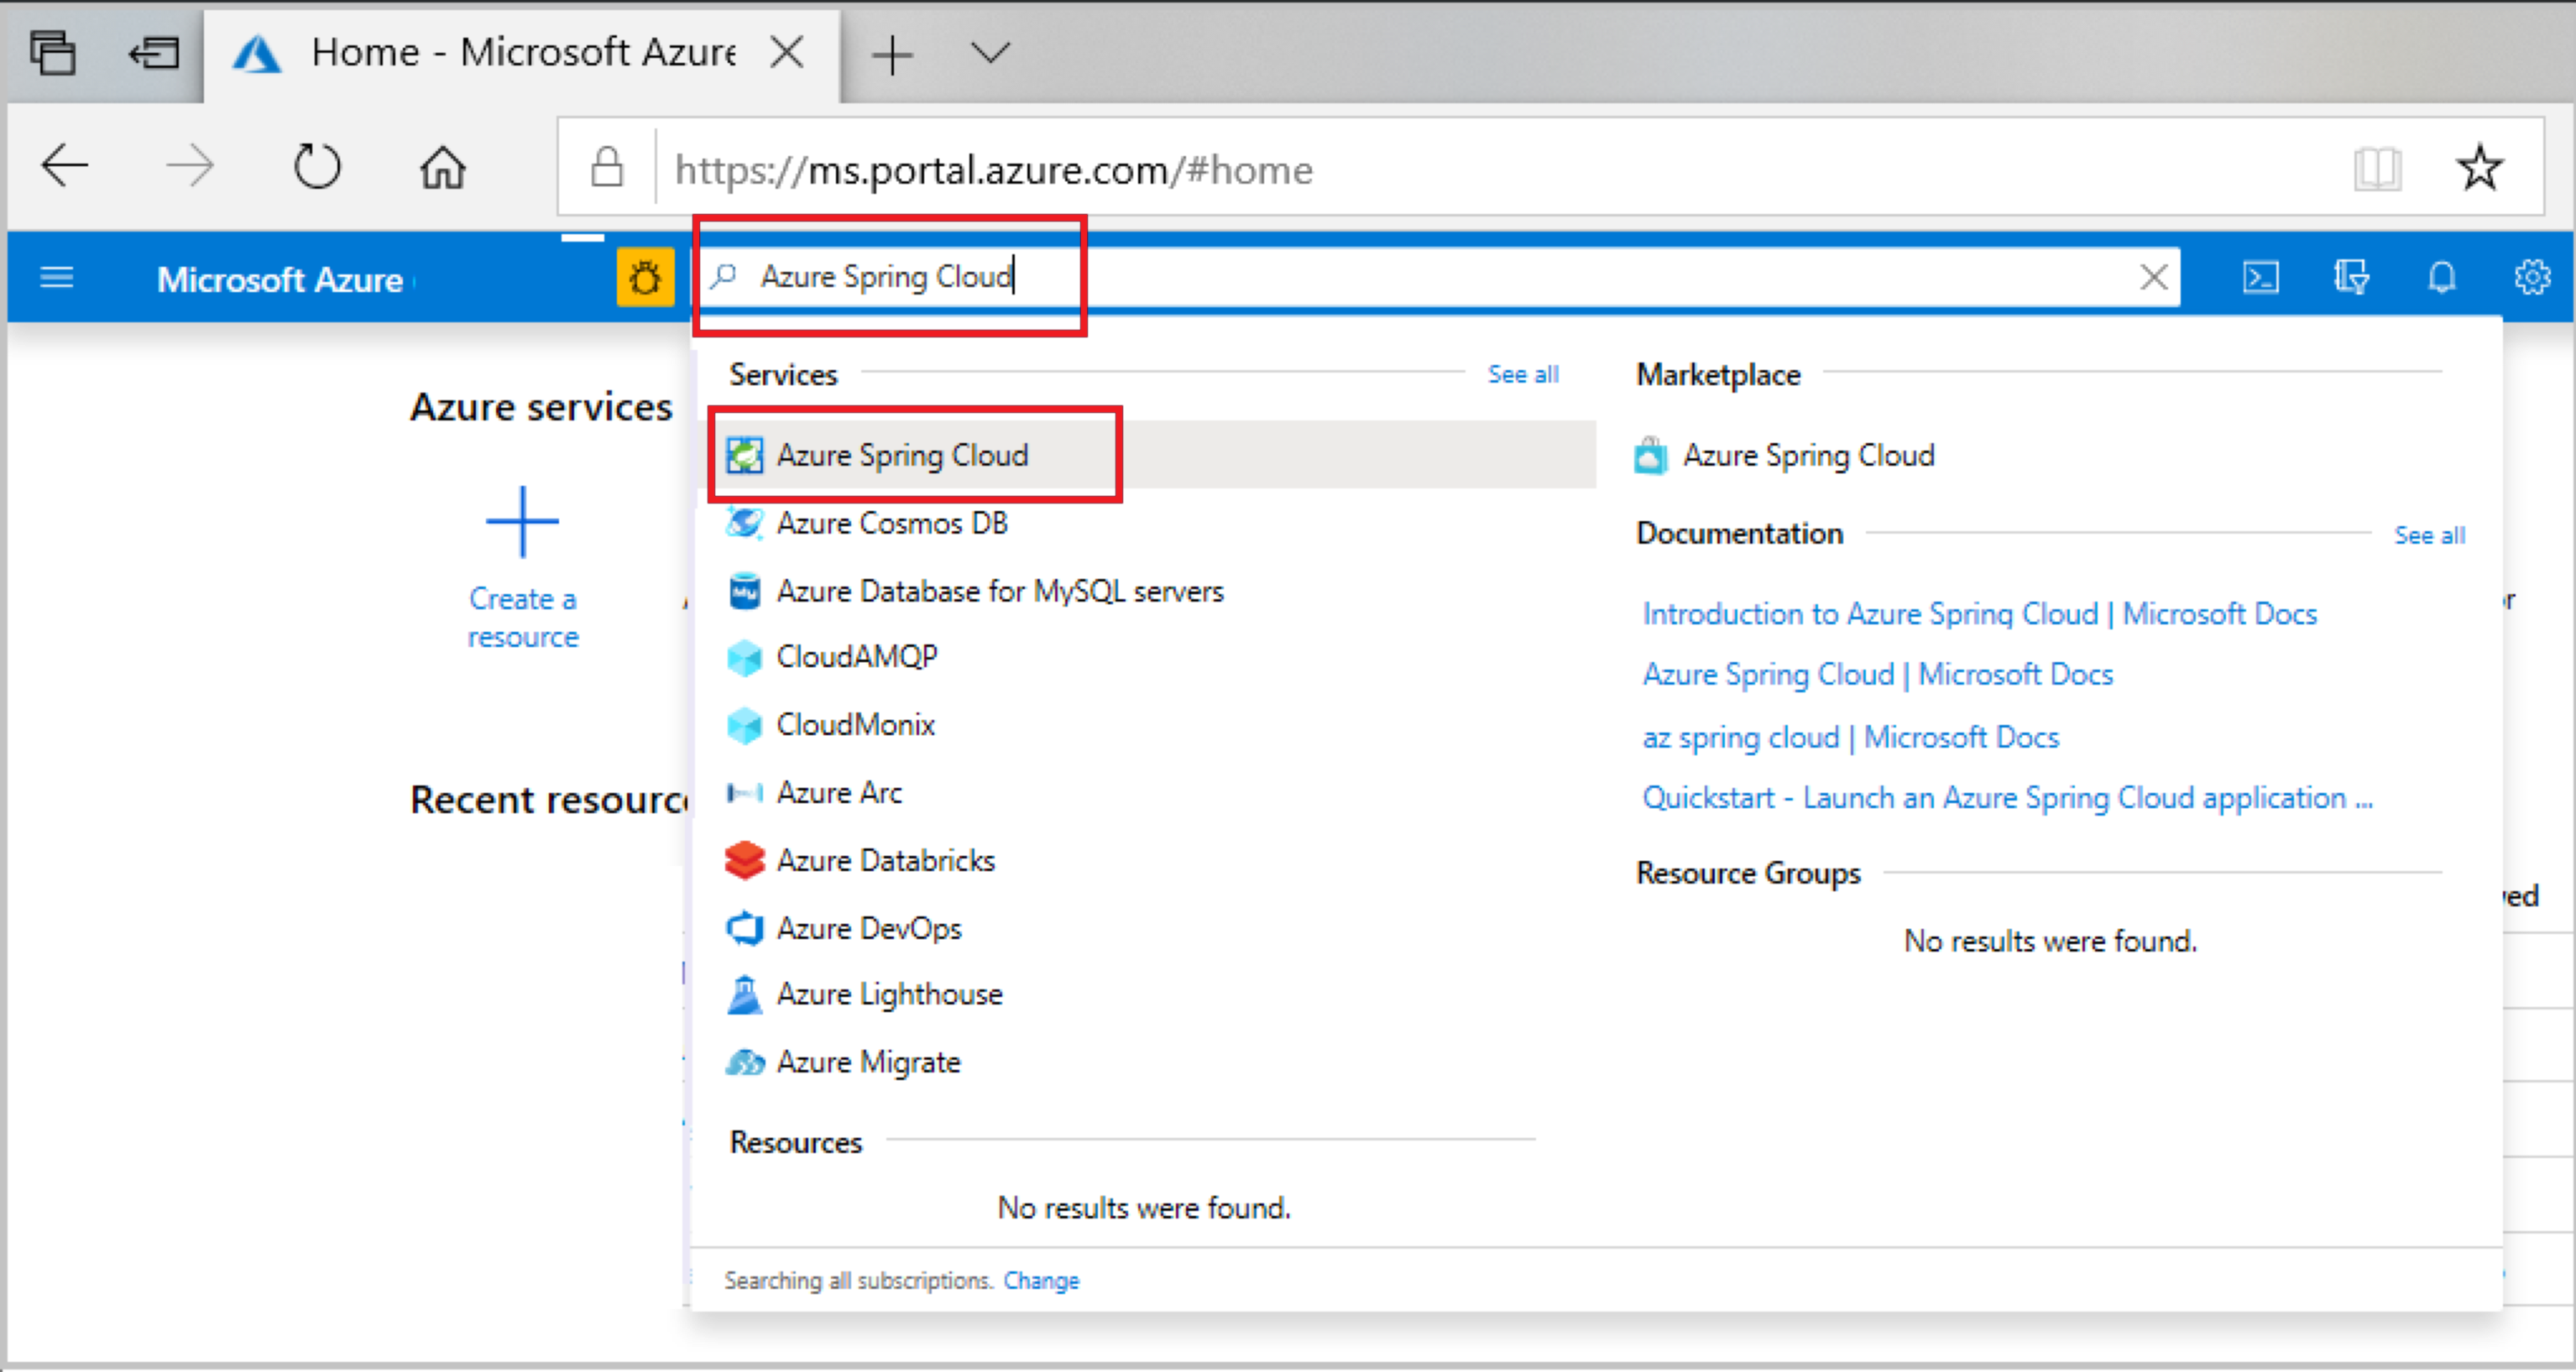 Home - Microsoft Azure
https://ms.portal.azure.com/#home
Microsoft Azure
Azure Spring Cloud
Azure services
Create a
resource
Recent
Services
See all
Azure Spring Cloud
Azure Cosmos DB
Azure Database for MySQL servers
CloudAMQP
CloudMonix
Azure Arc
Azure Databricks
Azure DevOps
Azure Lighthouse
Azure Migrate
Resources
No results were found.
Searching all subscriptions. Change
Marketplace
Azure Spring Cloud
Documentation
See all
Introduction to Azure Spring Cloud | Microsoft Docs
Azure Spring Cloud | Microsoft Docs
az spring cloud | Microsoft Docs
Quickstart - Launch an Azure Spring Cloud application ...
Resource Groups
No results were found.